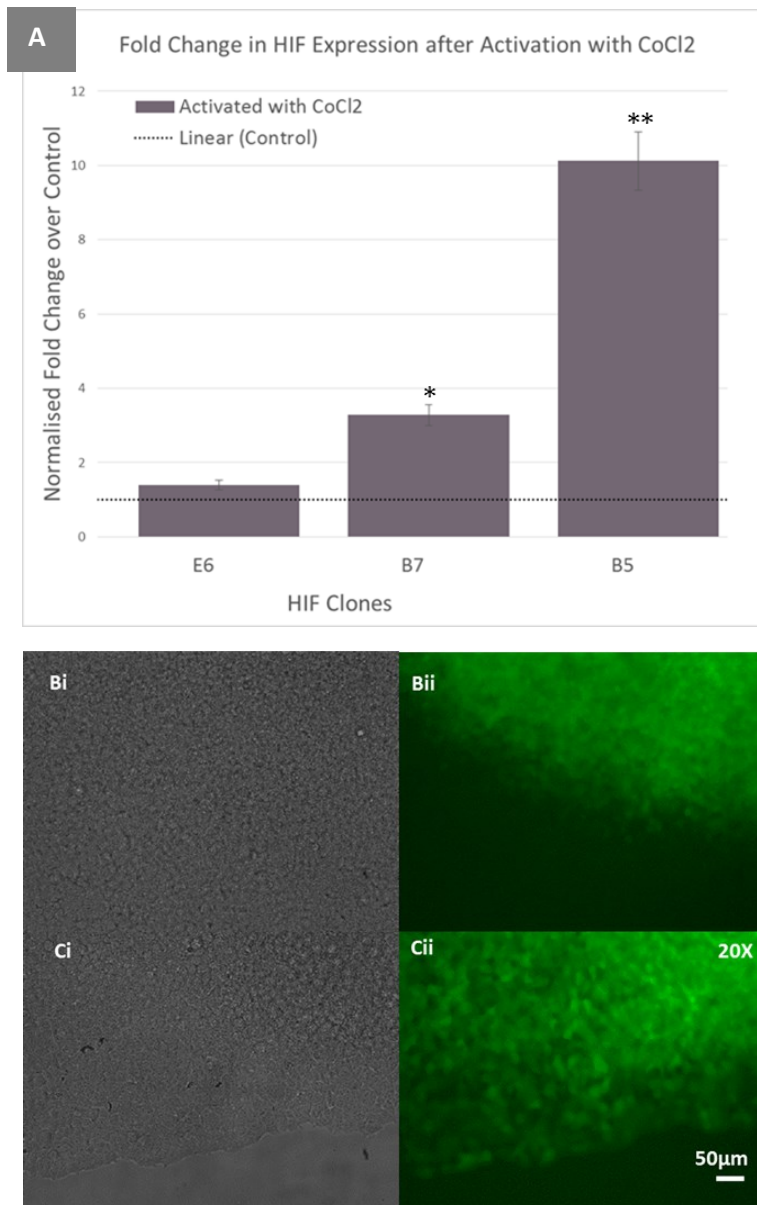 A
Fold Change in HIF Expression after Activation with CoCl2
Normalised Fold Change over Control
12
10
8
6
4
2
0
Activated with CoCl2
Linear (Control)
*
**
E6 B7 B5
HIF Clones
Bi
Bii
Ci
Cii
20X
50µm